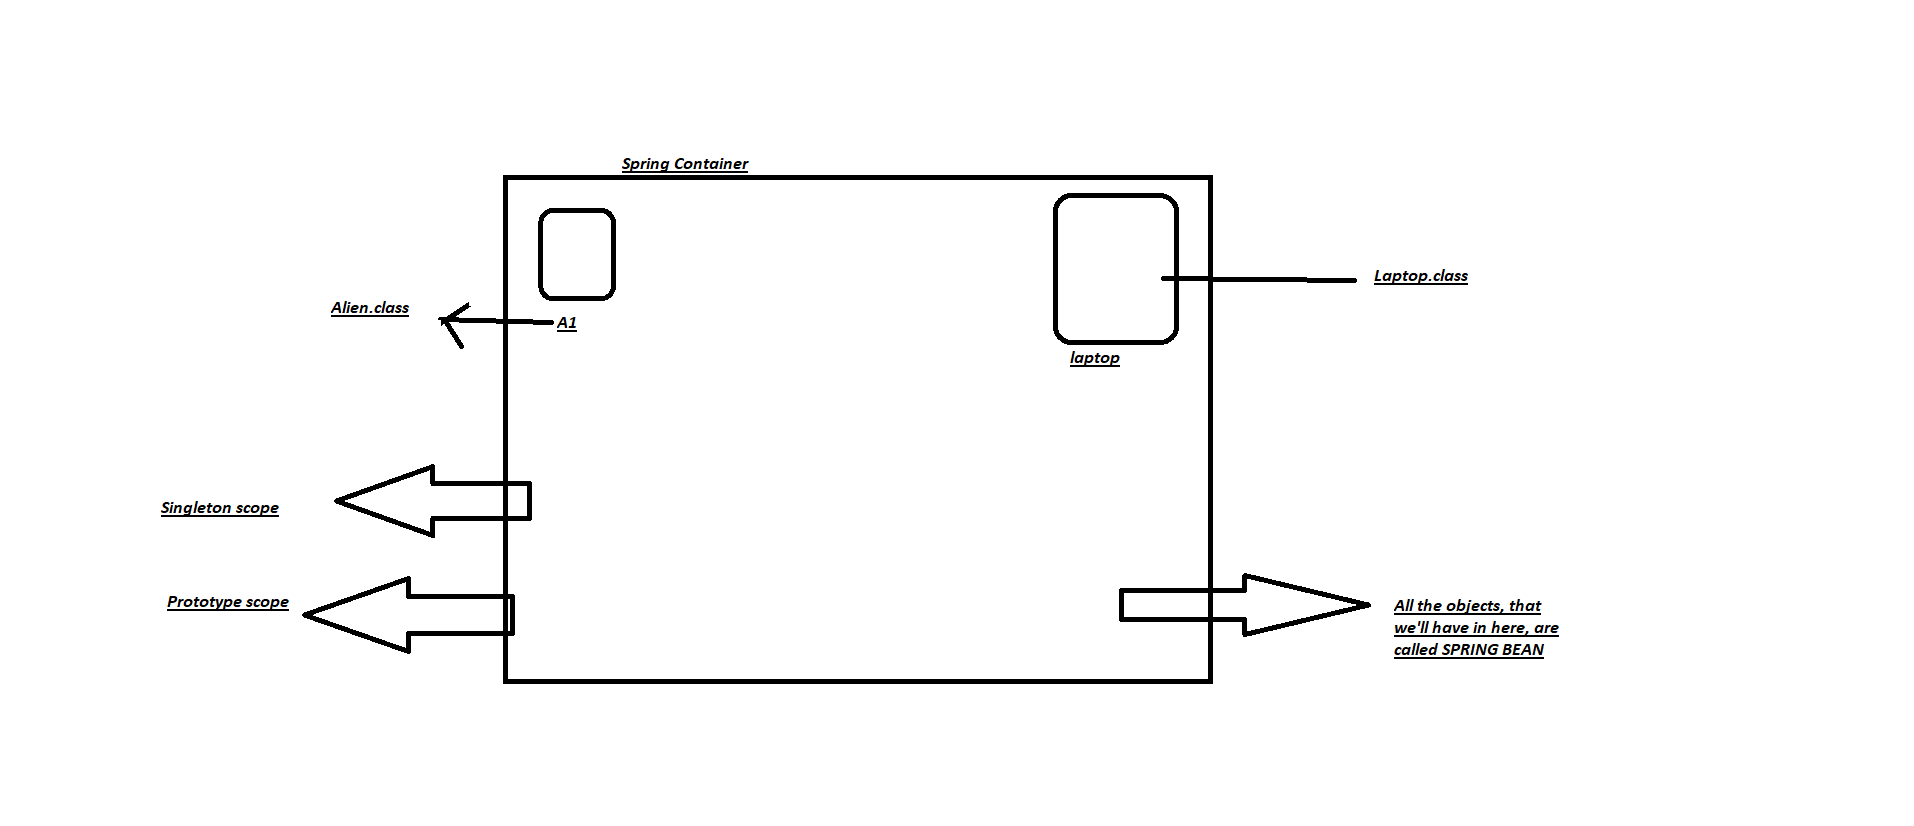 Spring Container
Laptop.class
Alien.class
A1
laptop
Singleton scope
Prototype scope
All the objects, that
we'll have in here, are
called SPRING BEAN